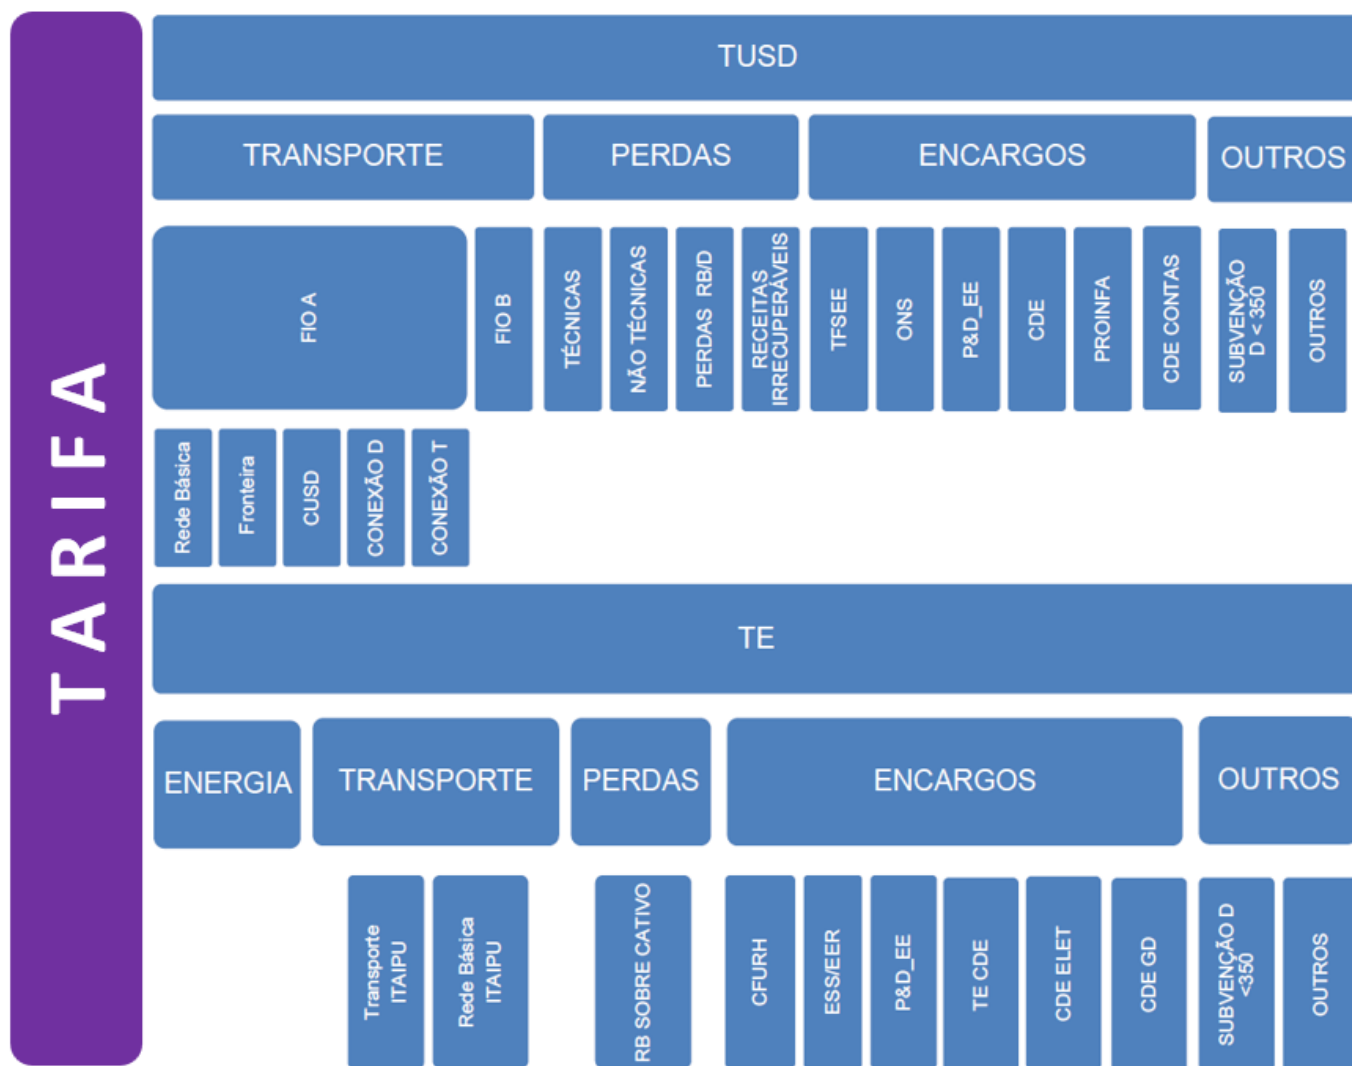 TARIFA
TUSD
TRANSPORTE
PERDAS
ENCARGOS
OUTROS
FIO A
FIO B
TÉCNICAS
NÃO TÉCNICAS
PERDAS RB/D
RECEITAS
IRRECUPERÁVEIS
TFSEE
ONS
P&D_EE
CDE
PROINFA
CDE CONTAS
SUBVENÇÃO
D < 350
OUTROS
Rede Básica
Fronteira
CUSD
CONEXÃO D
CONEXÃO T
TE
ENERGIA
TRANSPORTE
PERDAS
ENCARGOS
OUTROS
Transporte
ITAIPU
Rede Básica
ITAIPU
RB SOBRE CATIVO
CFURH
ESS/EER
P&D_EE
TE CDE
CDE ELET
CDE GD
SUBVENÇÃO D
<350
OUTROS